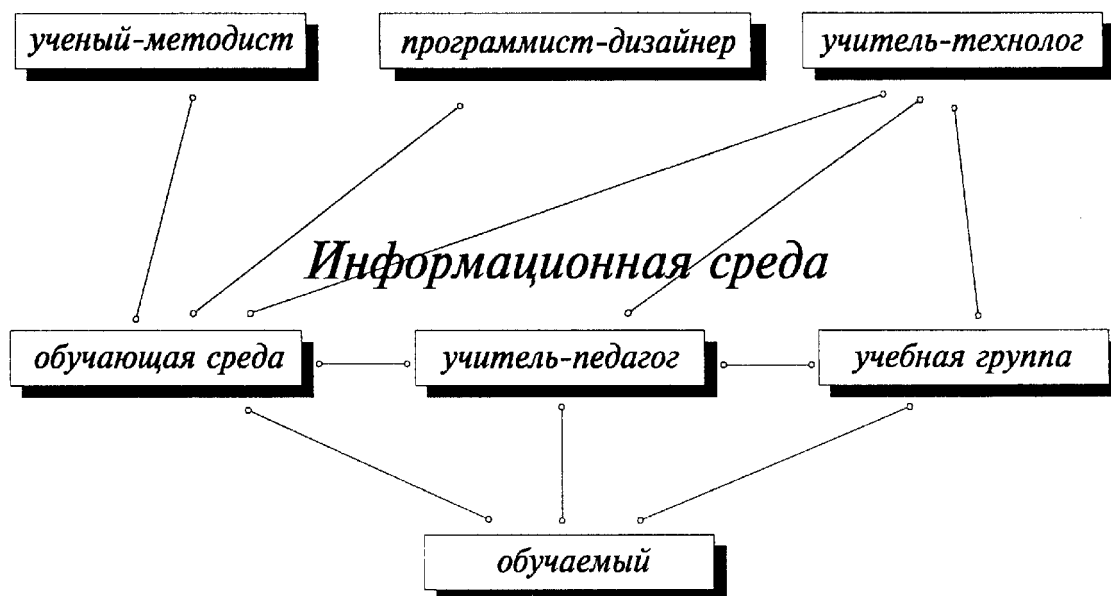 ученый-методист
программист-дизайнер
учитель-технолог
Информационная среда
обучающая среда
учитель-педагог
учебная группа
обучаемый